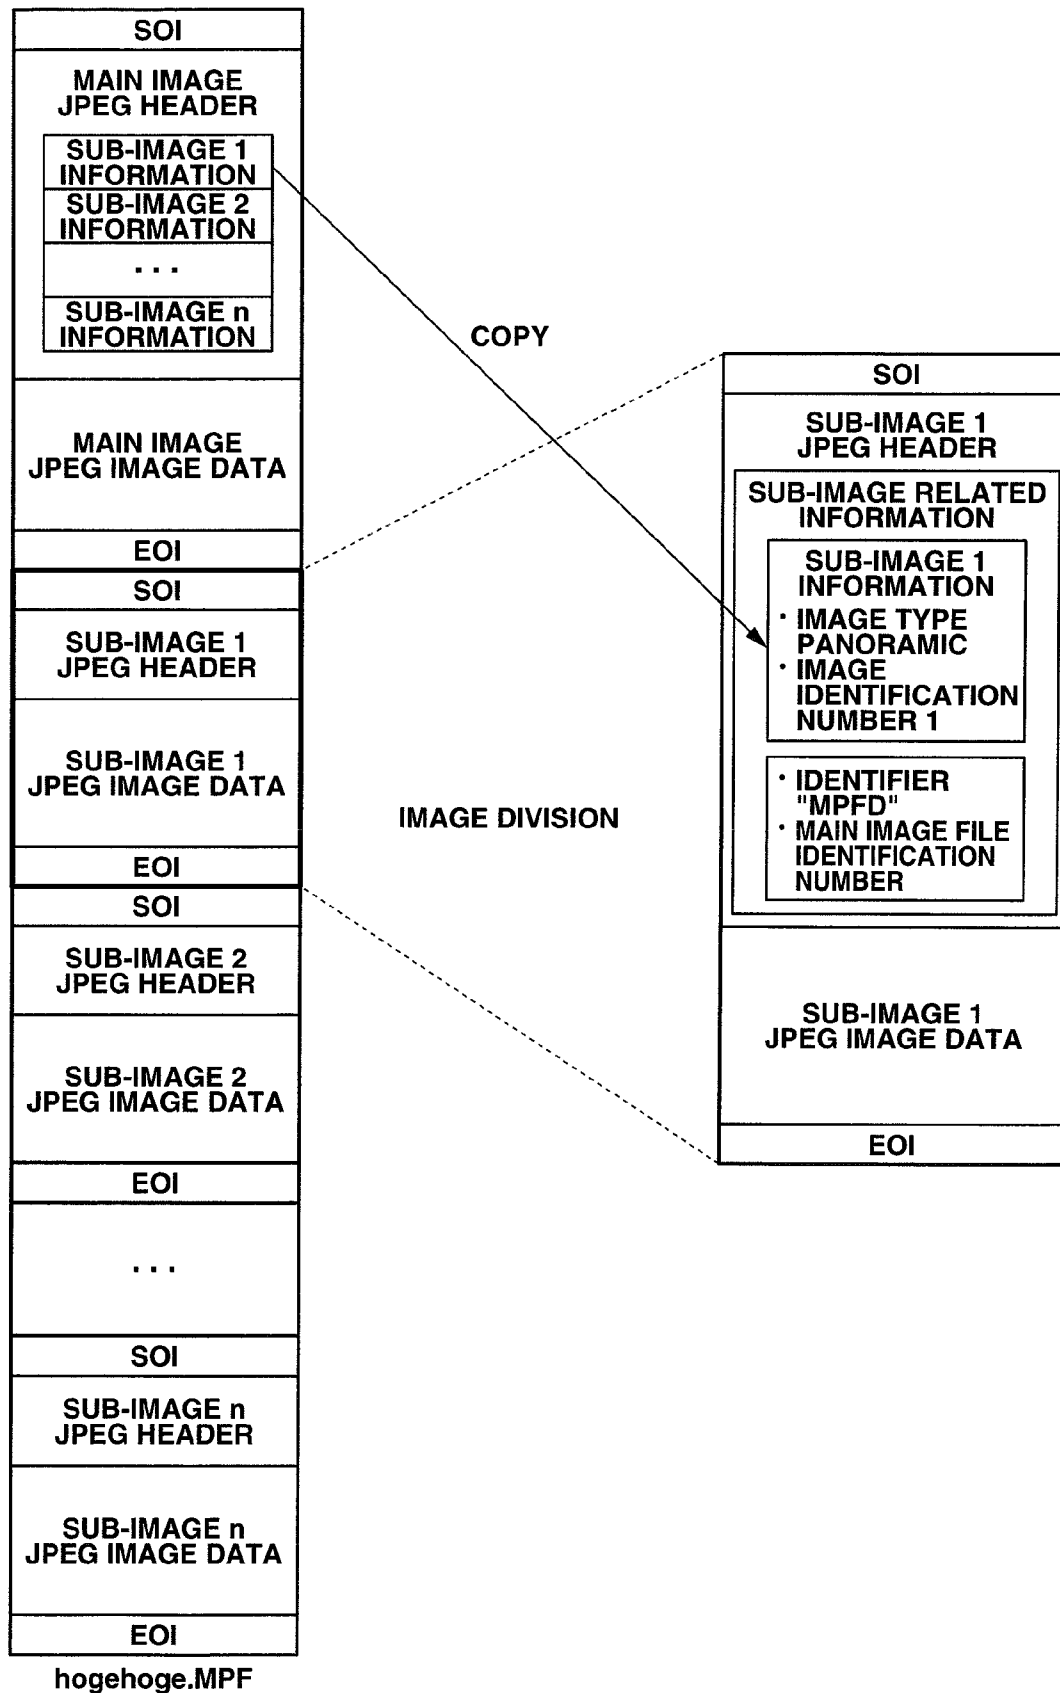 SOI
MAIN IMAGE
JPEG HEADER
SUB-IMAGE 1
INFORMATION
SUB-IMAGE 2
INFORMATION
...
SUB-IMAGE n
INFORMATION
MAIN IMAGE
JPEG IMAGE DATA
EOI
SOI
SUB-IMAGE 1
JPEG HEADER
SUB-IMAGE 1
JPEG IMAGE DATA
EOI
SOI
SUB-IMAGE 2
JPEG HEADER
SUB-IMAGE 2
JPEG IMAGE DATA
EOI
...
SOI
SUB-IMAGE n
JPEG HEADER
SUB-IMAGE n
JPEG IMAGE DATA
EOI
hogehoge.MPF
COPY
IMAGE DIVISION
SOI
SUB-IMAGE 1
JPEG HEADER
SUB-IMAGE RELATED
INFORMATION
SUB-IMAGE 1
INFORMATION
· IMAGE TYPE
PANORAMIC
· IMAGE
IDENTIFICATION
NUMBER 1
· IDENTIFIER
"MPFD"
· MAIN IMAGE FILE
IDENTIFICATION
NUMBER
SUB-IMAGE 1
JPEG IMAGE DATA
EOI